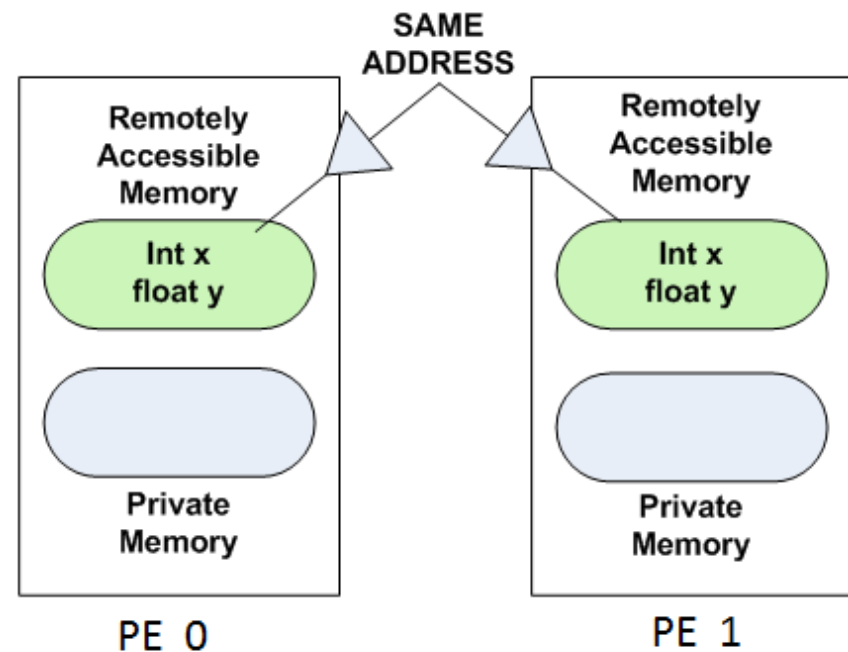 SAME
ADDRESS
Remotely
Accessible
Memory
Int x
float y
Private
Memory
PE 0
Remotely
Accessible
Memory
Int x
float y
Private
Memory
PE 1